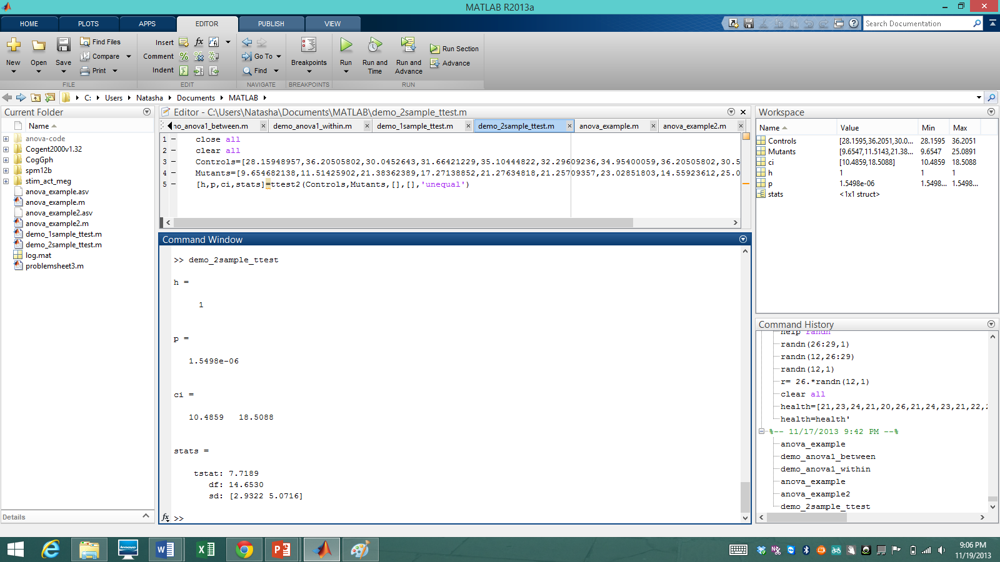 MATLAB R2013a
HOME PLOTS APPS EDITOR PUBLISH VIEW
Search Documentation
New Open Save
Find Files
Compare
Print
Insert
Comment
Indent
Go To
Find
Breakpoints
Run
Run and Time
Run and Advance
Run Section
Advance
FILE EDIT NAVIGATE BREAKPOINTS RUN
C: Users Natasha Documents MATLAB
Current Folder
Name
anova-code
Cogent2000v1.32
CogGph
spm12b
stim_act_meg
anova_example.asv
anova_example.m
anova_example2.asv
anova_example2.m
demo_1sample_ttest.m
demo_2sample_ttest.m
log.mat
problemsheet3.m
Details
Editor - C:\Users\Natasha\Documents\MATLAB\demo_2sample_ttest.m
no_anova1_between.m demo_anova1_within.m demo_1sample_ttest.m demo_2sample_ttest.m anova_example.m anova_example2.m
1 – close all
2 – clear all
3 – Controls=[28.15948957,36.20505802,30.0452643,31.66421229,35.10444822,32.29609236,34.95400059,36.20505802,30.5
4 – Mutants=[9.654682138,11.51425902,21.38362389,17.27138852,21.27634818,21.25709357,23.02851803,14.55923612,25.0
5 – [h,p,ci,stats]=ttest2(Controls,Mutants,[],[],'unequal')
Command Window
>> demo_2sample_ttest
h =
1
p =
1.5498e-06
ci =
10.4859 18.5088
stats =
tstat: 7.7189
df: 14.6530
sd: [2.9322 5.0716]
fx >>
Workspace
Name Value Min Max
Controls [28.1595,36.2051,30.0... 28.1595 36.2051
Mutants [9.6547,11.5143,21.38... 9.6547 25.0891
ci [10.4859,18.5088] 10.4859 18.5088
h 1 1 1
p 1.5498e-06 1.5498... 1.5498...
stats <1x1 struct>
Command History
help randn
randn(26:29,1)
randn(12,26:29)
randn(12,1)
r= 26.*randn(12,1)
clear all
health=[21,23,24,21,20,26,21,24,23,21,22,2
health=health'
%-- 11/17/2013 9:42 PM --%
anova_example
demo_anova1_between
demo_anova1_within
anova_example
anova_example2
demo_2sample_ttest
9:06 PM
11/19/2013